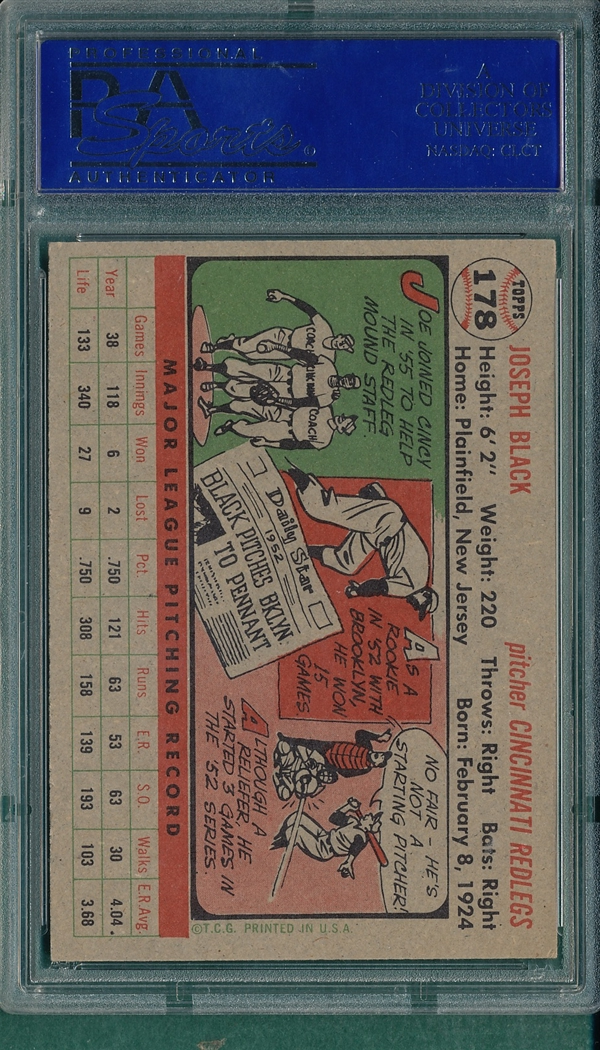 PROFESSIONAL
PSA
Sports
AUTHENTICATOR
A
DIVISION OF
COLLECTORS
UNIVERSE
NASDAQ: CLCT
TOPPS
178
JOSEPH BLACK pitcher CINCINNATI REDLEGS
Height: 6' 2" Weight: 220 Throws: Right Bats: Right
Home: Plainfield, New Jersey Born: February 8, 1924
JOE JOINED CINCY
IN '55 TO HELP
THE REDLEG
MOUND STAFF.
COACH
COACH
Daily Star
1952
BLACK PITCHES BKLYN.
TO PENNANT
AS A
ROOKIE
IN '52 WITH
BROOKLYN,
HE WON
15
GAMES.
NO FAIR - HE'S
NOT A
STARTING PITCHER!
ALTHOUGH A
RELIEFER, HE
STARTED 3 GAMES IN
THE '52 SERIES.
©T.C.G. PRINTED IN U.S.A.
MAJOR LEAGUE PITCHING RECORD
Year Games Innings Won Lost Pct. Hits Runs E.R. S.O. Walks E.R.Avg.
38 118 6 2 .750 121 63 53 63 30 4.04
Life 133 340 27 9 .750 308 158 139 193 103 3.68